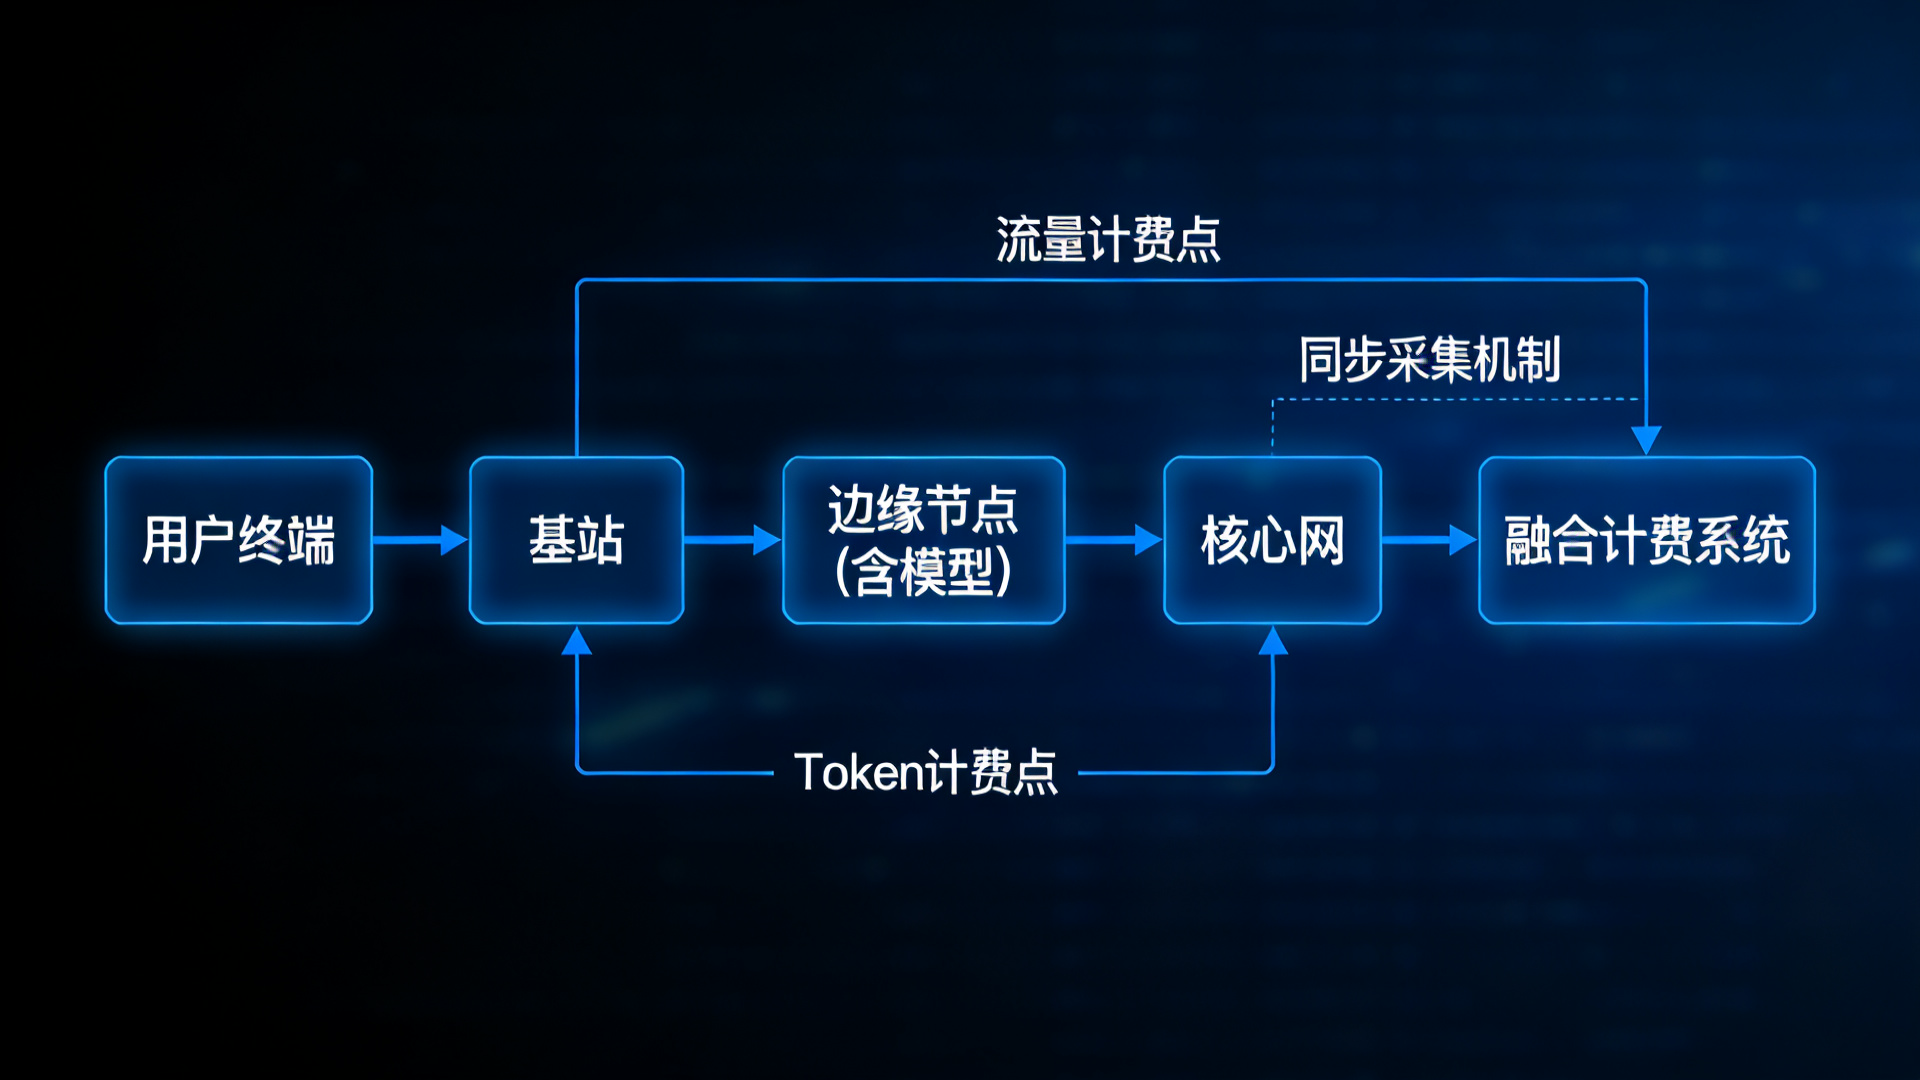 流量计费点
同步采集机制
用户终端
基站
边缘节点
(含模型)
核心网
融合计费系统
Token计费点